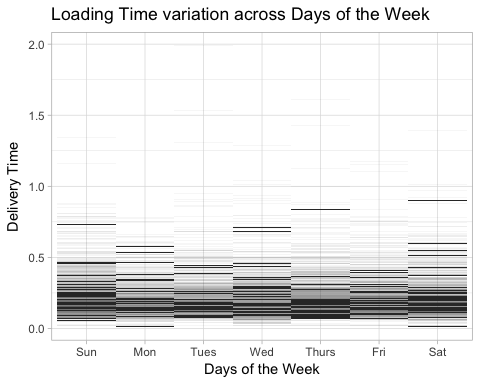 Loading Time variation across Days of the Week
Delivery Time
2.0
1.5
1.0
0.5
0.0
Sun Mon Tues Wed Thurs Fri Sat
Days of the Week